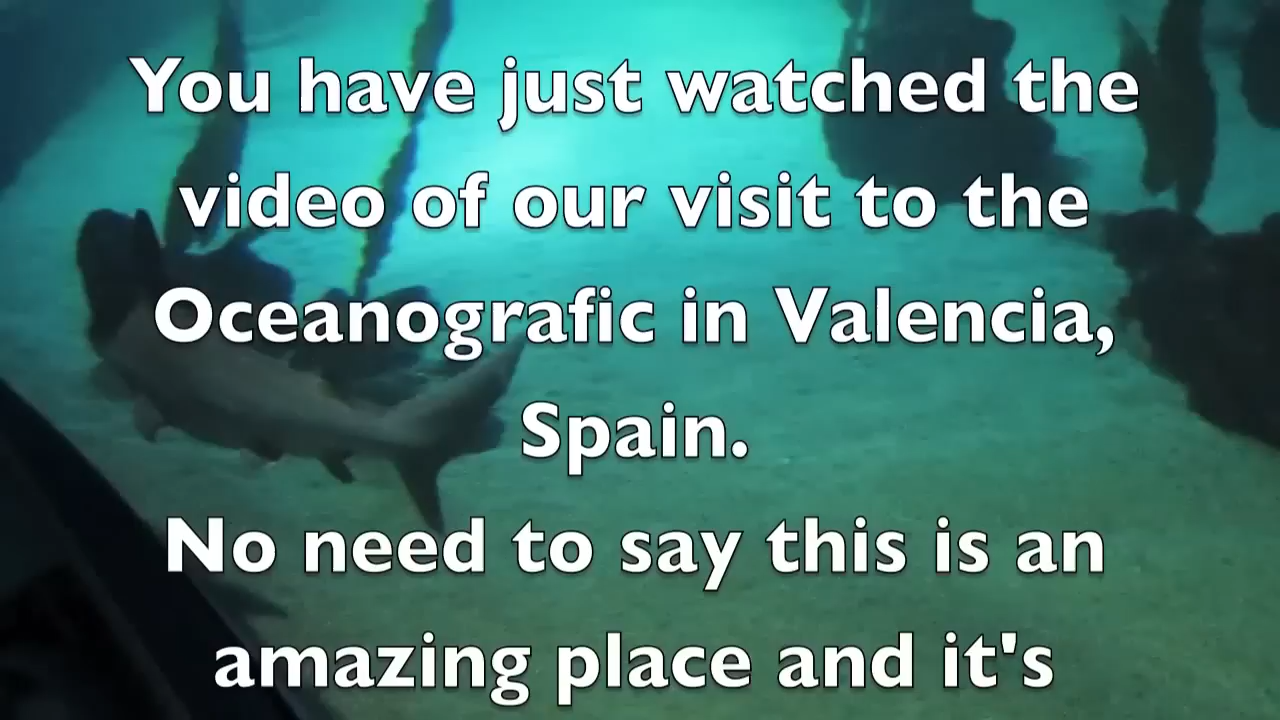 You have just watched the
video of our visit to the
Oceanografic in Valencia,
Spain.
No need to say this is an
amazing place and it's